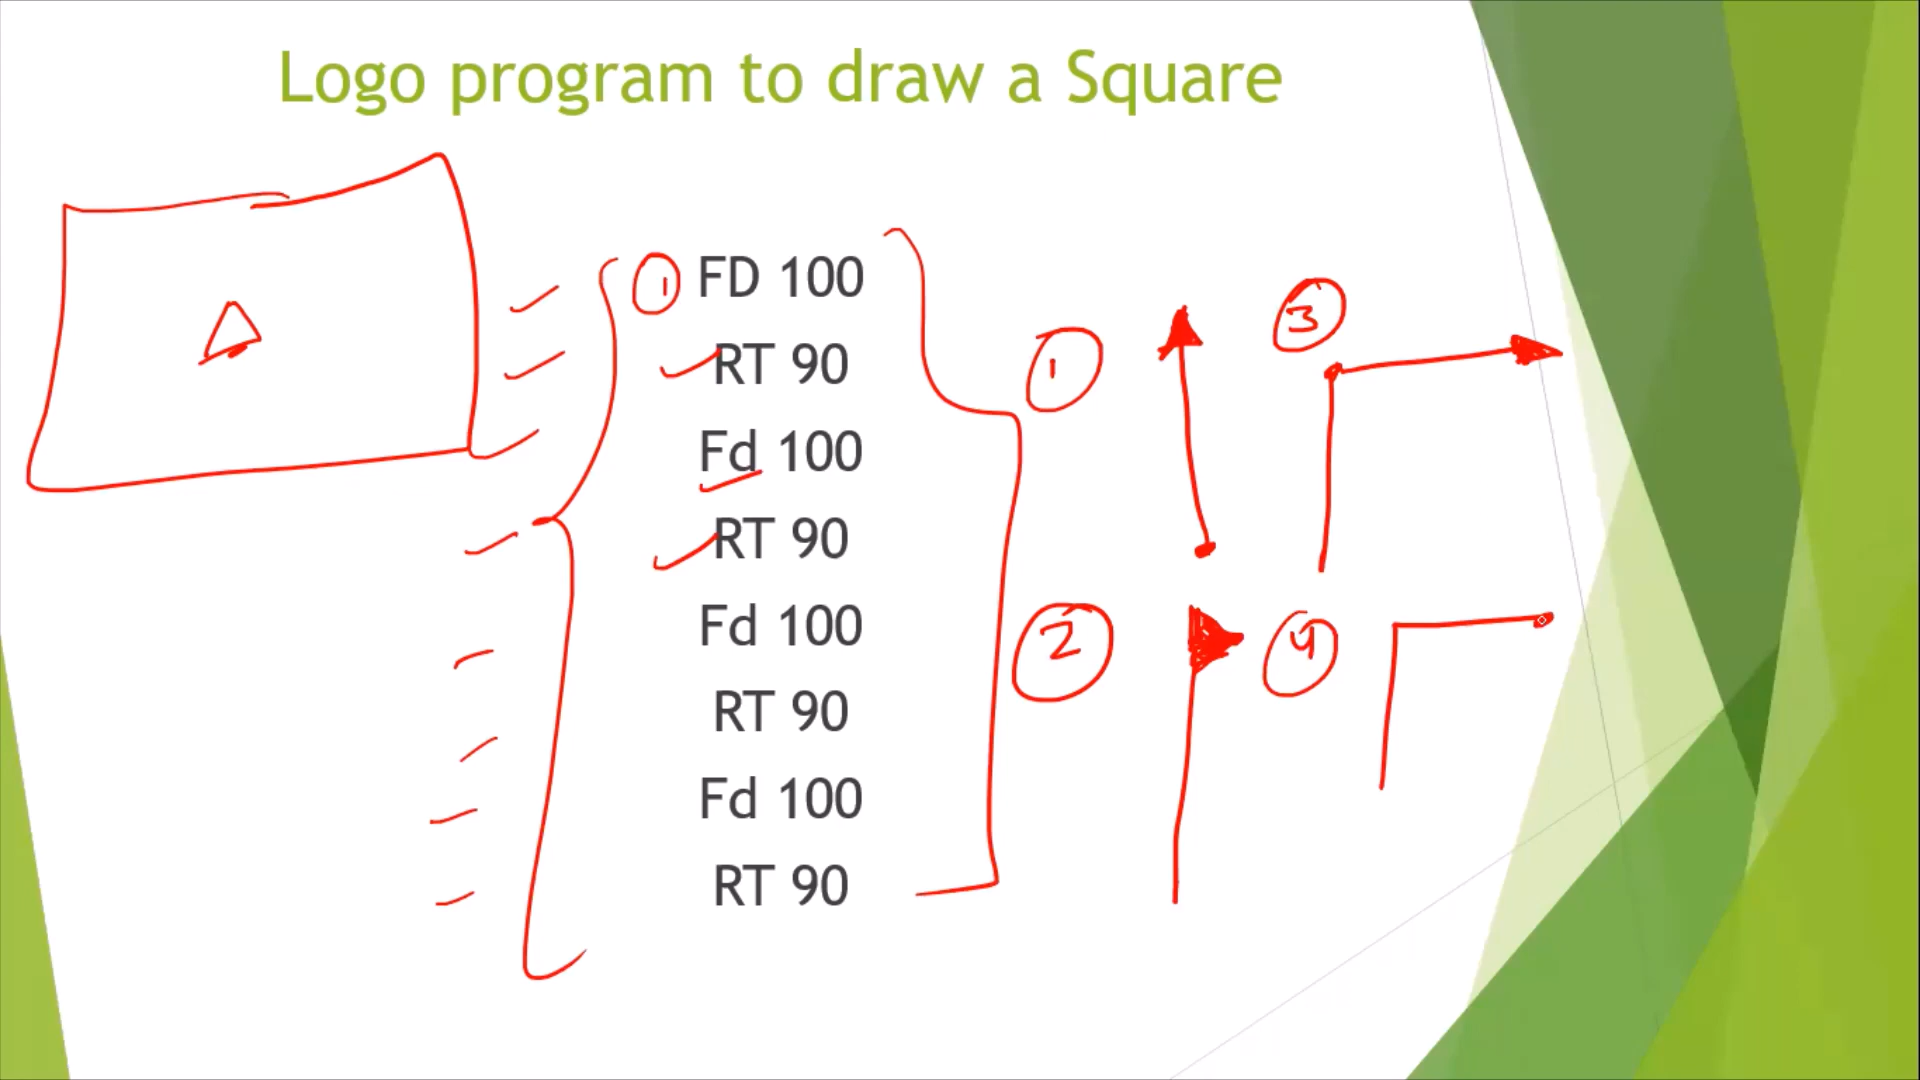 Logo program to draw a Square
① FD 100
RT 90
Fd 100
RT 90
Fd 100
RT 90
Fd 100
RT 90
①
③
②
④